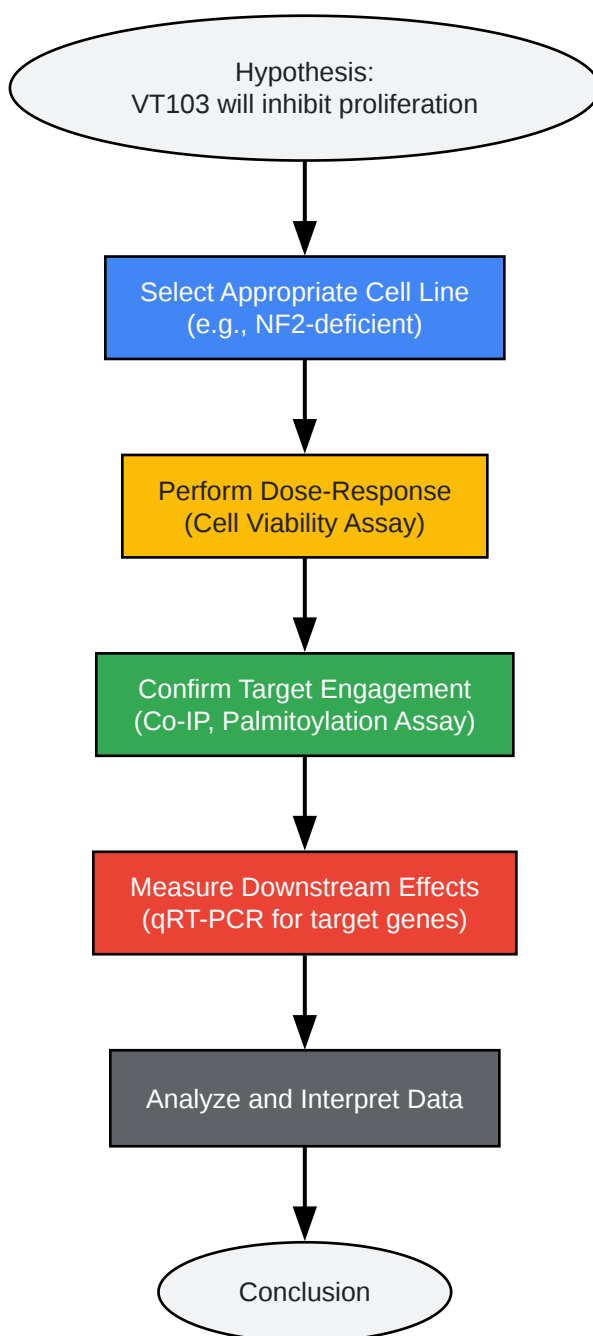 Hypothesis:
VT103 will inhibit proliferation
Select Appropriate Cell Line
(e.g., NF2-deficient)
Perform Dose-Response
(Cell Viability Assay)
Confirm Target Engagement
(Co-IP, Palmitoylation Assay)
Measure Downstream Effects
(qRT-PCR for target genes)
Analyze and Interpret Data
Conclusion